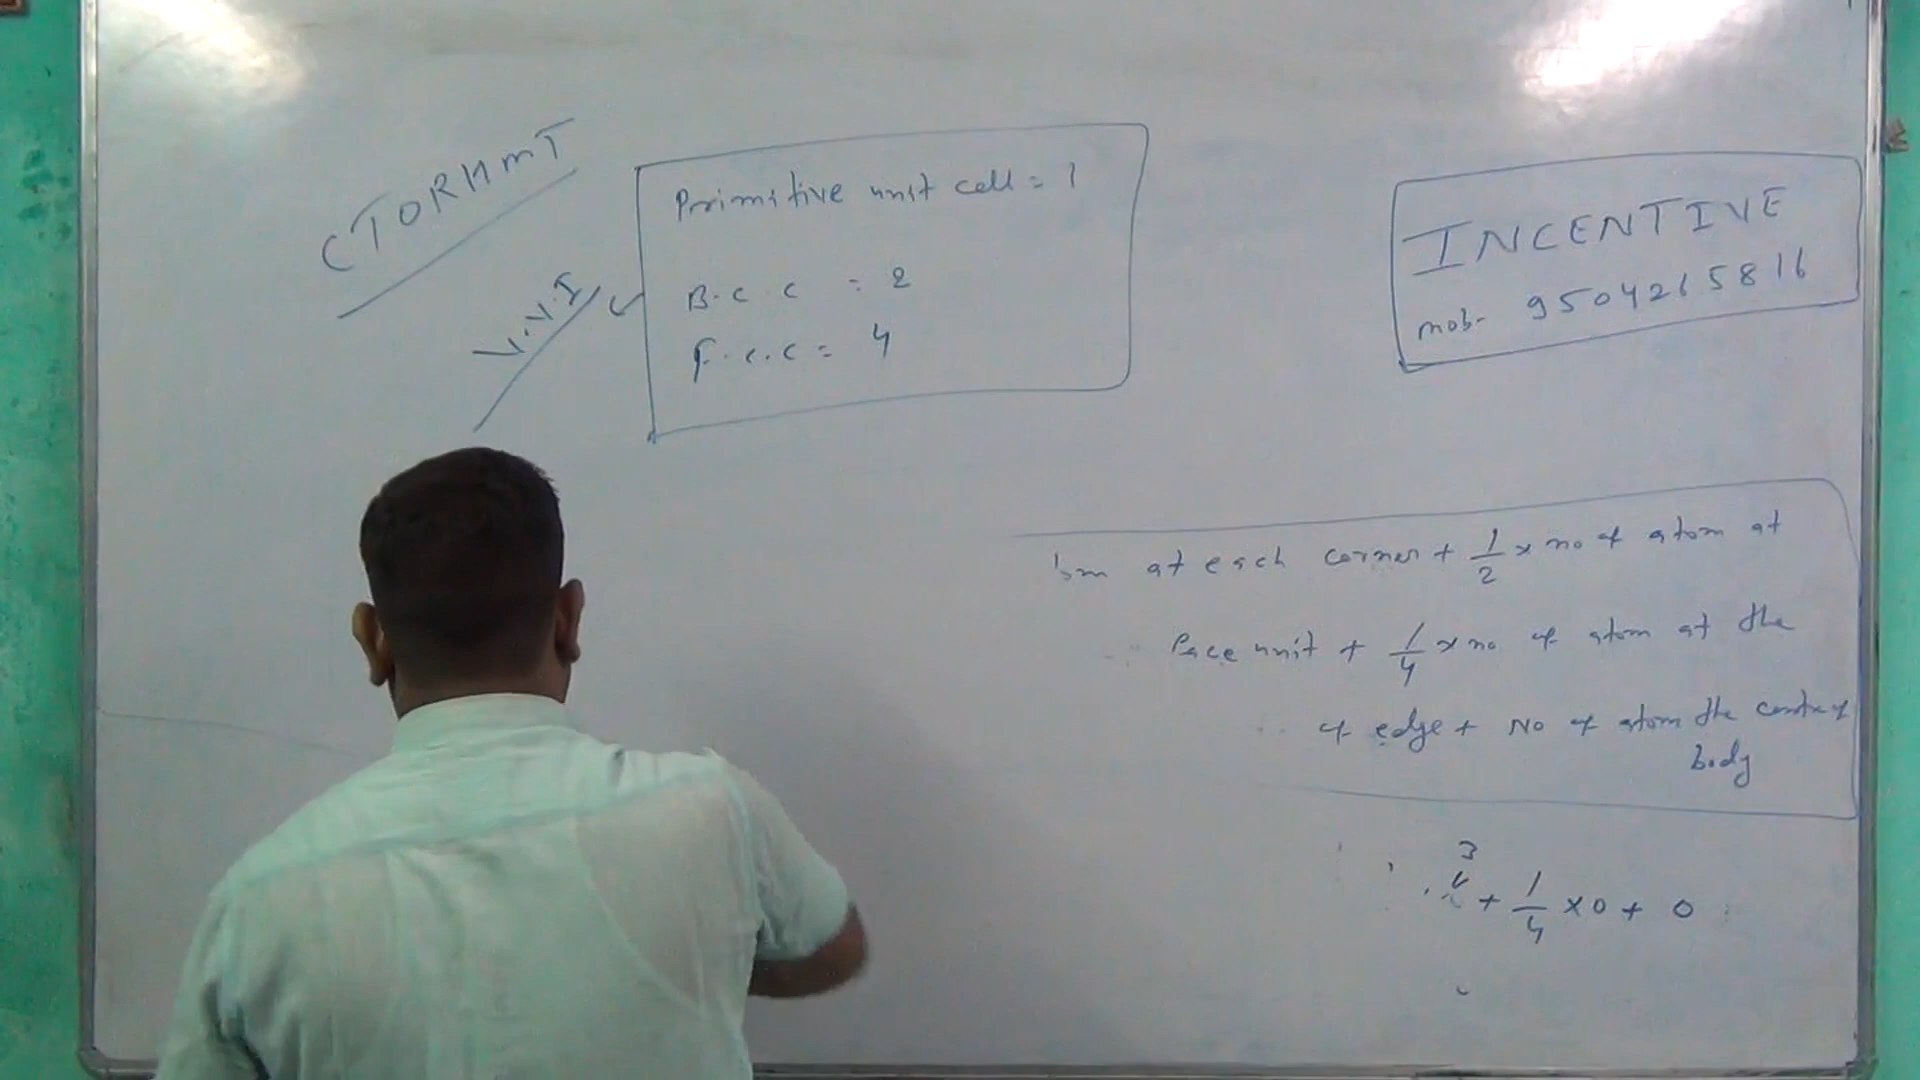 CTORHMT
V.V.I
Primitive unit cell = 1
B.C.C = 2
F.C.C = 4
INCENTIVE
mob- 9504215816
at each corner + 1/2 x no of atom at
face unit + 1/4 x no of atom at the
of edge + No of atom the centre of
body
3
+ 1/4 x 0 + 0